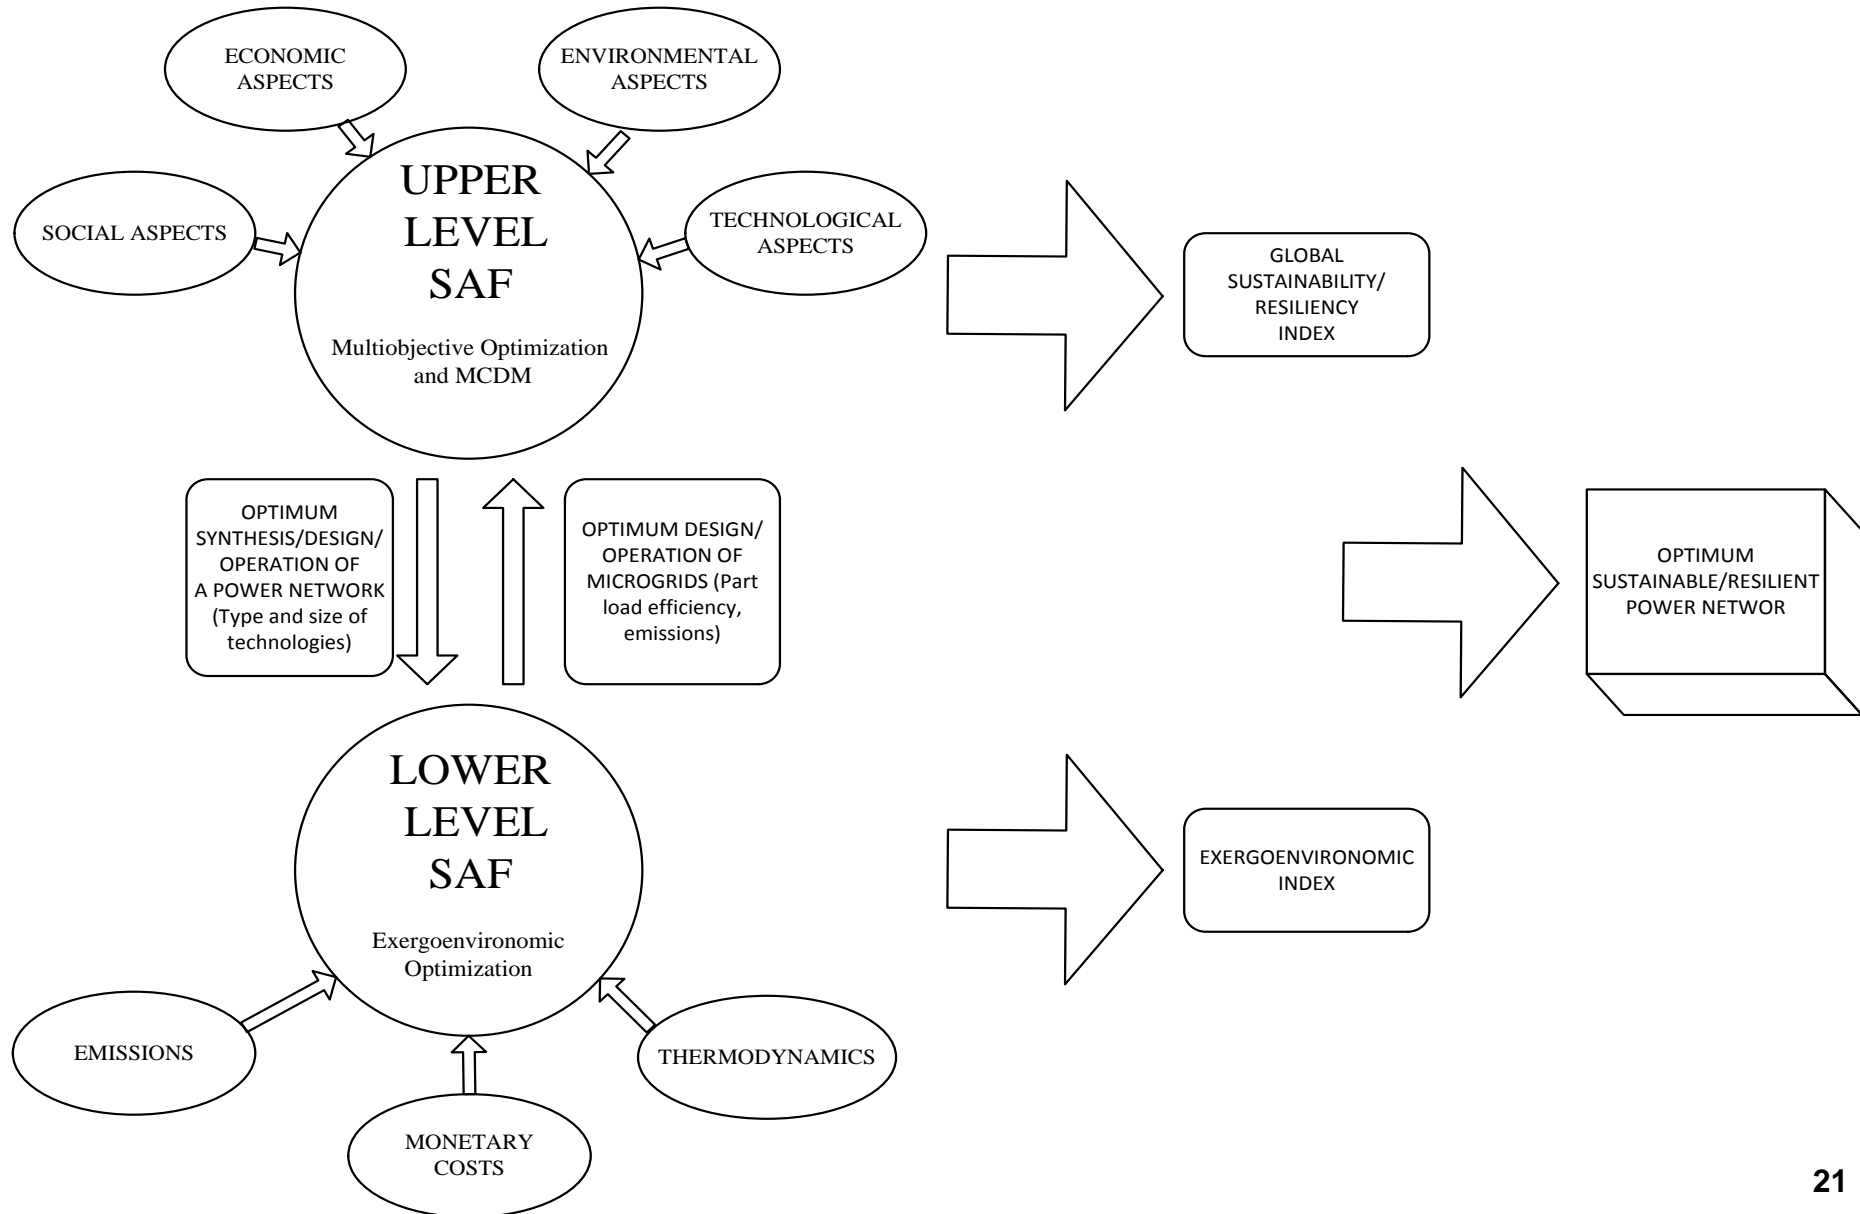 ECONOMIC
ASPECTS
ENVIRONMENTAL
ASPECTS
SOCIAL ASPECTS
TECHNOLOGICAL
ASPECTS
UPPER
LEVEL
SAF
Multiobjective Optimization
and MCDM
GLOBAL
SUSTAINABILITY/
RESILIENCY
INDEX
OPTIMUM
SYNTHESIS/DESIGN/
OPERATION OF
A POWER NETWORK
(Type and size of
technologies)
OPTIMUM DESIGN/
OPERATION OF
MICROGRIDS (Part
load efficiency,
emissions)
OPTIMUM
SUSTAINABLE/RESILIENT
POWER NETWOR
LOWER
LEVEL
SAF
Exergoenvironomic
Optimization
EXERGOENVIRONOMIC
INDEX
EMISSIONS
MONETARY
COSTS
THERMODYNAMICS
21